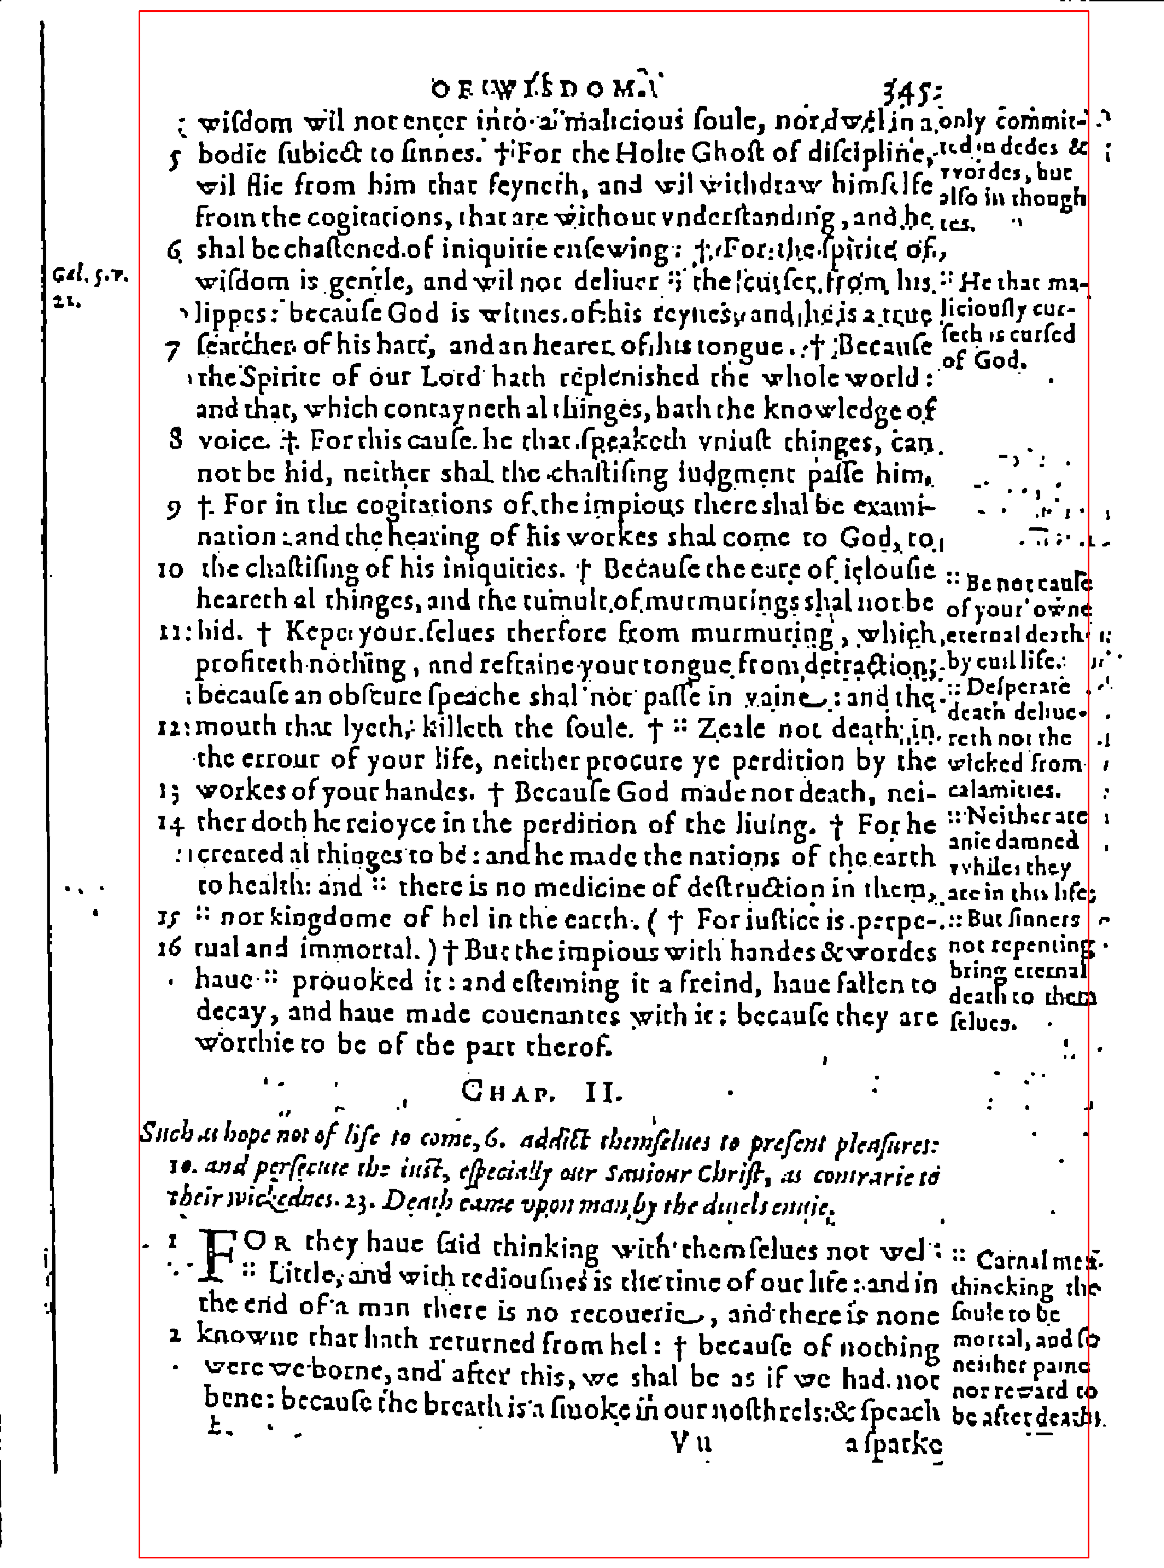 OF WISDOM.
345
wiſdom wil not enter into a malicious ſoule, nor dwel in a
5 bodie ſubiect to ſinnes. † For the Holie Ghoſt of diſcipline,
wil flie from him that feyneth, and wil withdraw himſelfe
from the cogitations, that are without vnderſtanding, and he
6 shal be chaſtened of iniquitie enſewing: † For the ſpirite of
wiſdom is gentle, and wil not deliuer :: the curſer from his
lippes: becauſe God is witnes of his reynes, and he is a true
7 ſearcher of his hart, and an hearer of his tongue. † Becauſe
the Spirite of our Lord hath replenished the whole world:
and that, which contayneth al thinges, hath the knowledge of
8 voice. † For this cauſe he that ſpeaketh vniuſt thinges, can
not be hid, neither shal the chaſtiſing iudgment paſſe him,
9 † For in the cogitations of the impious there shal be exami-
nation: and the hearing of his wordes shal come to God, to
10 the chaſtiſing of his iniquities. † Becauſe the eare of ielouſie
heareth al thinges, and the tumult of murmurings shal not be
11 hid. † Kepe your ſelues therfore from murmuring, which
profiteth nothing, and refraine your tongue from detraction,
becauſe an obſcure ſpeache shal not paſſe in vaine: and the
12 mouth that lyeth, killeth the ſoule. † :: Zeale not death in
the errour of your life, neither procure ye perdition by the
13 workes of your handes. † Becauſe God made not death, nei-
14 ther doth he reioyce in the perdition of the liuing. † For he
created al thinges to be: and he made the nations of the earth
to health: and :: there is no medicine of deſtruction in them,
15 :: nor kingdome of hel in the earth. († For iuſtice is perpe-
16 tual and immortal.) † But the impious with handes & wordes
haue :: prouoked it: and eſteming it a freind, haue fallen to
decay, and haue made couenantes with it: becauſe they are
worthie to be of the part therof.
Gal. 5. v.
21.
only commit-
ted in dedes &
wordes, but
alſo in though
tes.
:: He that ma-
liciouſly cur-
ſeth is curſed
of God.
:: Be not cauſe
of your owne
eternal death
by euil life.
:: Deſperate
death deliue-
reth not the
wicked from
calamities.
:: Neither are
anie damned
whiles they
are in this life;
:: But ſinners
not repenting
bring eternal
death to them
ſelues.
CHAP. II.
Such as hope not of life to come, 6. addict themſelues to preſent pleaſures:
10. and perſecute the iuſt, eſpecially our Sauiour Chriſt, as contrarie to
their wickednes. 23. Death came upon man by the diuels enuie.
1 FOR they haue ſaid thinking with themſelues not wel:
:: Little, and with tediouſnes is the time of our life: and in
the end of a man there is no recouerie, and there is none
2 knowne that hath returned from hel: † becauſe of nothing
were we borne, and after this, we shal be as if we had not
bene: becauſe the breath is a ſmoke in our noſthrels: & ſpeach
:: Carnal men
thincking the
ſoule to be
mortal, and ſo
neither paine
nor reward to
be after death.
Vu
a ſparke